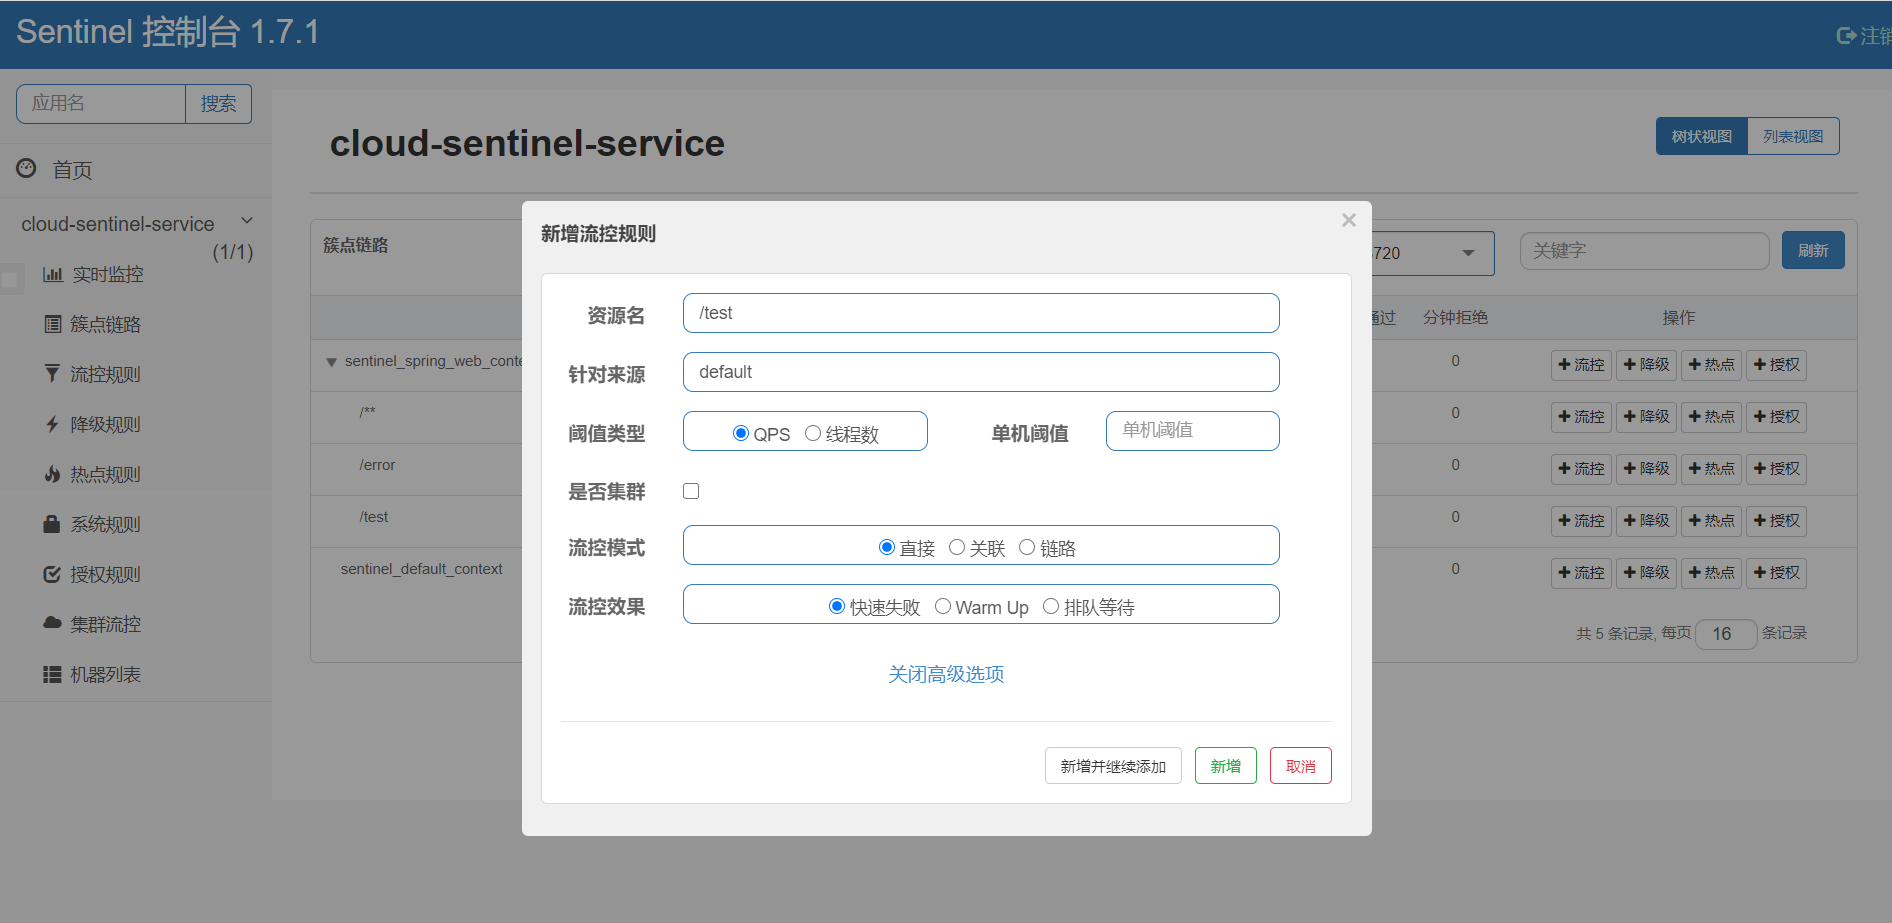 Sentinel 控制台 1.7.1
注销
应用名 搜索
首页
cloud-sentinel-service
(1/1)
实时监控
簇点链路
流控规则
降级规则
热点规则
系统规则
授权规则
集群流控
机器列表
cloud-sentinel-service
树状视图 列表视图
簇点链路
720 关键字 刷新
通过 分钟拒绝 操作
sentinel_spring_web_conte 0 流控 降级 热点 授权
/** 0 流控 降级 热点 授权
/error 0 流控 降级 热点 授权
/test 0 流控 降级 热点 授权
sentinel_default_context 0 流控 降级 热点 授权
共 5 条记录, 每页 16 条记录
新增流控规则 ×
资源名 /test
针对来源 default
阈值类型 QPS 线程数 单机阈值 单机阈值
是否集群
流控模式 直接 关联 链路
流控效果 快速失败 Warm Up 排队等待
关闭高级选项
新增并继续添加 新增 取消